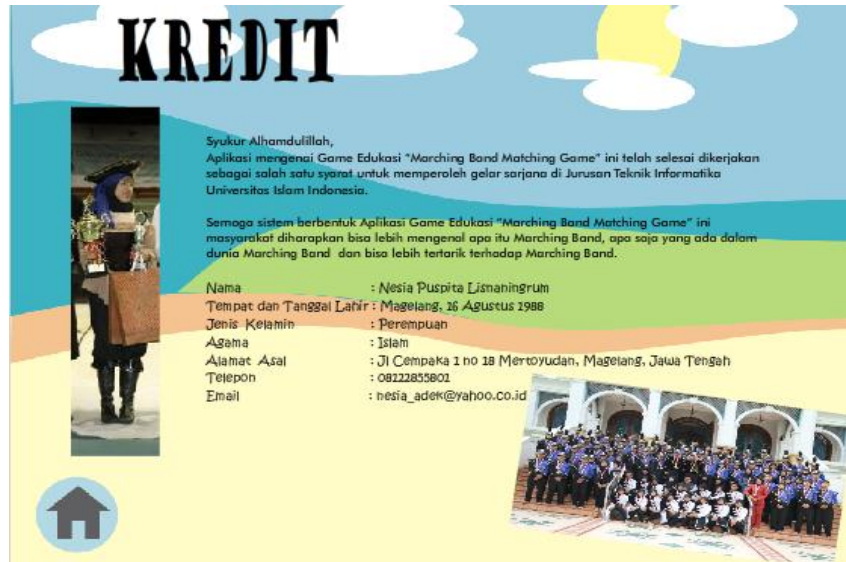 KREDIT
Syukur Alhamdulillah,
Aplikasi mengenai Game Edukasi "Marching Band Matching Game" ini telah selesai dikerjakan
sebagai salah satu syarat untuk memperoleh gelar sarjana di Jurusan Teknik Informatika
Universitas Islam Indonesia.
Semoga sistem berbentuk Aplikasi Game Edukasi "Marching Band Matching Game" ini
masyarakat diharapkan bisa lebih mengenal apa itu Marching Band, apa saja yang ada dalam
dunia Marching Band dan bisa lebih tertarik terhadap Marching Band.
Nama : Nesia Puspita Lisnaningrum
Tempat dan Tanggal Lahir : Magelang, 16 Agustus 1988
Jenis Kelamin : Perempuan
Agama : Islam
Alamat Asal : Jl Cempaka 1 no 18 Mertoyudan, Magelang, Jawa Tengah
Telepon : 08122855801
Email : nesia_adek@yahoo.co.id